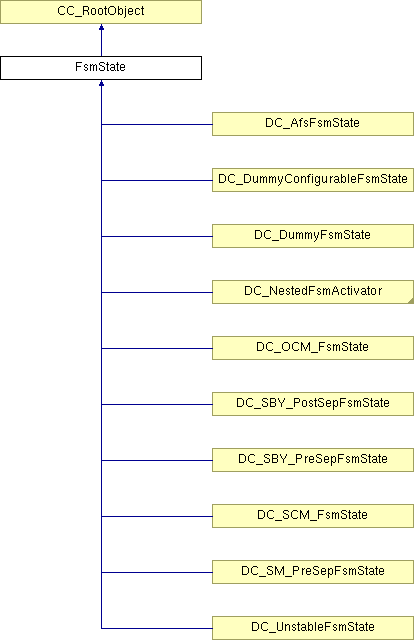 CC_RootObject
FsmState
DC_AfsFsmState
DC_DummyConfigurableFsmState
DC_DummyFsmState
DC_NestedFsmActivator
DC_OCM_FsmState
DC_SBY_PostSepFsmState
DC_SBY_PreSepFsmState
DC_SCM_FsmState
DC_SM_PreSepFsmState
DC_UnstableFsmState